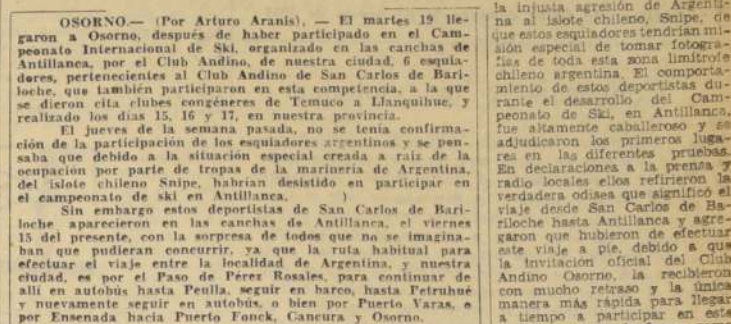 OSORNO.— (Por Arturo Aranís). — El martes 19 lle-
garon a Osorno, después de haber participado en el Cam-
peonato Internacional de Ski, organizado en las canchas de
Antillanca, por el Club Andino, de nuestra ciudad, 6 esquia-
dores, pertenecientes al Club Andino de San Carlos de Bari-
loche, que también participaron en esta competencia, a la que
se dieron cita clubes congéneres de Temuco a Llanquihue, y
realizado los días 15, 16 y 17, en nuestra provincia.
El jueves de la semana pasada, no se tenía confirma-
ción de la participación de los esquiadores argentinos y se pen-
saba que debido a la situación especial creada a raíz de la
ocupación por parte de tropas de la marinería de Argentina,
del islote chileno Snipe, habrían desistido en participar en
el campeonato de ski en Antillanca. )
Sin embargo estos deportistas de San Carlos de Bari-
loche aparecieron en las canchas de Antillanca, el viernes
15 del presente, con la sorpresa de todos que no se imagina-
ban que pudieran concurrir, ya que la ruta habitual para
efectuar el viaje entre la localidad de Argentina, y nuestra
ciudad, es por el Paso de Pérez Rosales, para continuar de
allí en autobús hasta Peulla, seguir en barco, hasta Petrohué
y nuevamente seguir en autobús, o bien por Puerto Varas, o
por Ensenada hacia Puerto Fonck, Cancura y Osorno.
la injusta agresión de Argenti-
na al islote chileno, Snipe, de
que estos esquiadores tendrían mi-
sión especial de tomar fotogra-
fías de toda esta zona limítrofe
chileno argentina. El comporta-
miento de estos deportistas du-
rante el desarrollo del Cam-
peonato de Ski, en Antillanca,
fue altamente caballeroso y se
adjudicaron los primeros luga-
res en las diferentes pruebas.
En declaraciones a la prensa y
radio locales ellos refirieron la
verdadera odisea que significó el
viaje desde San Carlos de Ba-
riloche hasta Antillanca y agre-
garon que hubieron de efectuar
este viaje a pie, debido a que
la invitación oficial del Club
Andino Osorno, la recibieron
con mucho retraso y la única
manera más rápida para llegar
a tiempo a participar en esta